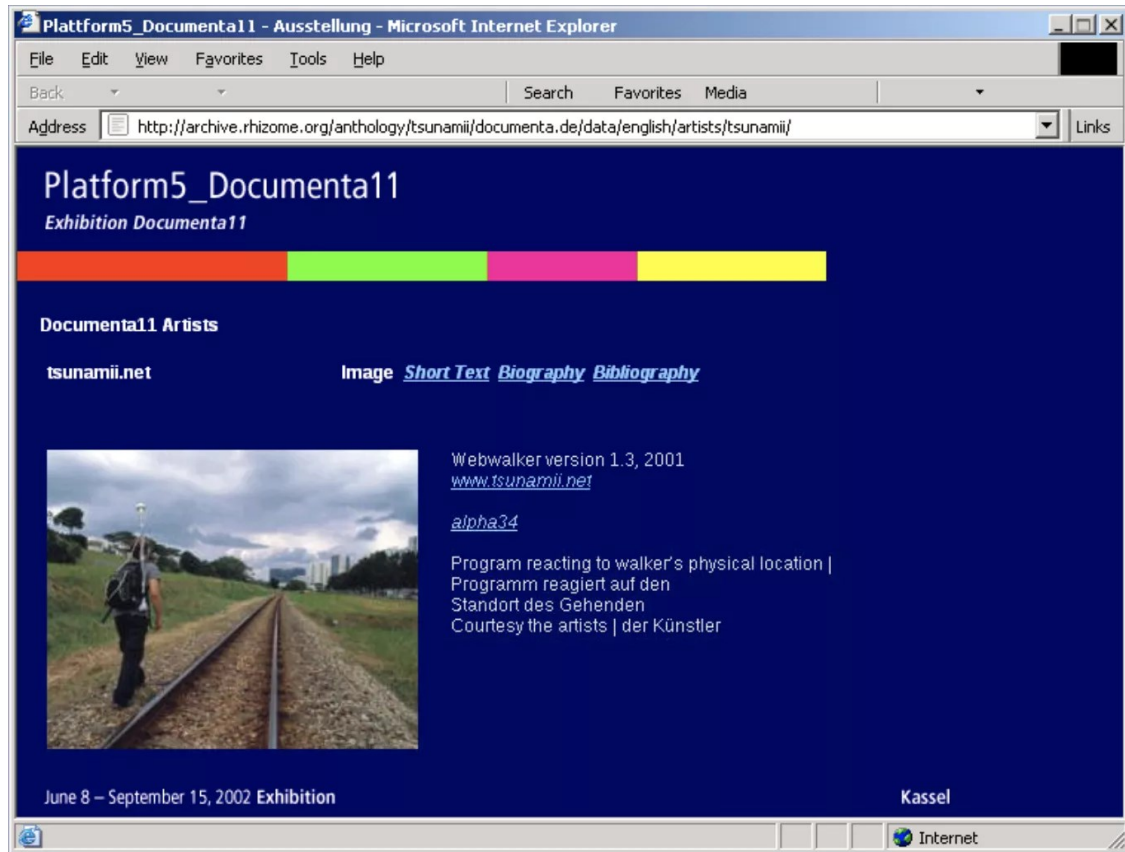 Plattform5_Documenta11 - Ausstellung - Microsoft Internet Explorer
File Edit View Favorites Tools Help
Back Search Favorites Media
Address http://archive.rhizome.org/anthology/tsunamii/documenta.de/data/english/artists/tsunamii/ Links
Platform5_Documenta11
Exhibition Documenta11
Documenta11 Artists
tsunamii.net Image Short Text Biography Bibliography
Webwalker version 1.3, 2001
www.tsunamii.net
alpha34
Program reacting to walker's physical location |
Programm reagiert auf den
Standort des Gehenden
Courtesy the artists | der Künstler
June 8 – September 15, 2002 Exhibition Kassel
Internet